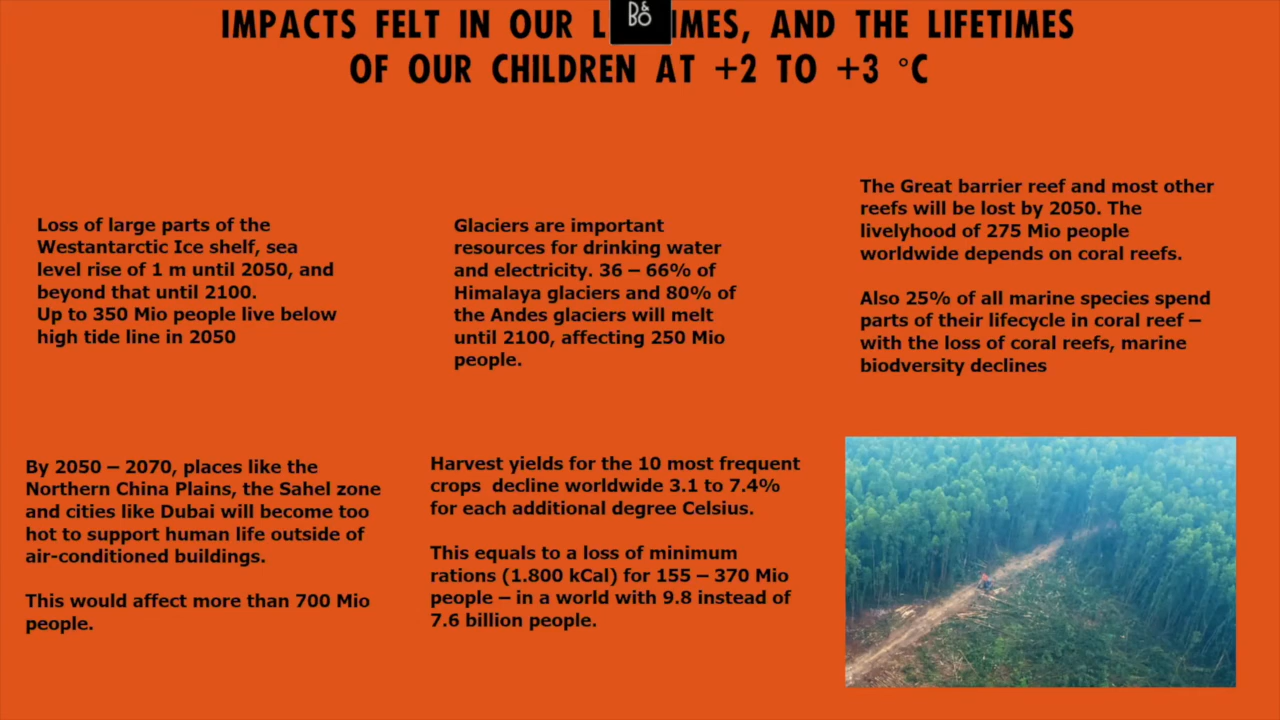 IMPACTS FELT IN OUR L IMES, AND THE LIFETIMES
B&O
OF OUR CHILDREN AT +2 TO +3 °C
Loss of large parts of the
Westantarctic Ice shelf, sea
level rise of 1 m until 2050, and
beyond that until 2100.
Up to 350 Mio people live below
high tide line in 2050
Glaciers are important
resources for drinking water
and electricity. 36 – 66% of
Himalaya glaciers and 80% of
the Andes glaciers will melt
until 2100, affecting 250 Mio
people.
The Great barrier reef and most other
reefs will be lost by 2050. The
livelyhood of 275 Mio people
worldwide depends on coral reefs.
Also 25% of all marine species spend
parts of their lifecycle in coral reef –
with the loss of coral reefs, marine
biodversity declines
By 2050 – 2070, places like the
Northern China Plains, the Sahel zone
and cities like Dubai will become too
hot to support human life outside of
air-conditioned buildings.
This would affect more than 700 Mio
people.
Harvest yields for the 10 most frequent
crops  decline worldwide 3.1 to 7.4%
for each additional degree Celsius.
This equals to a loss of minimum
rations (1.800 kCal) for 155 – 370 Mio
people – in a world with 9.8 instead of
7.6 billion people.